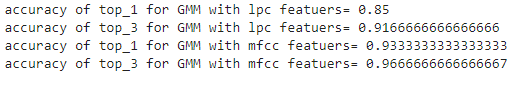 accuracy of top_1 for GMM with lpc featuers= 0.85
accuracy of top_3 for GMM with lpc featuers= 0.9166666666666666
accuracy of top_1 for GMM with mfcc featuers= 0.9333333333333333
accuracy of top_3 for GMM with mfcc featuers= 0.9666666666666667